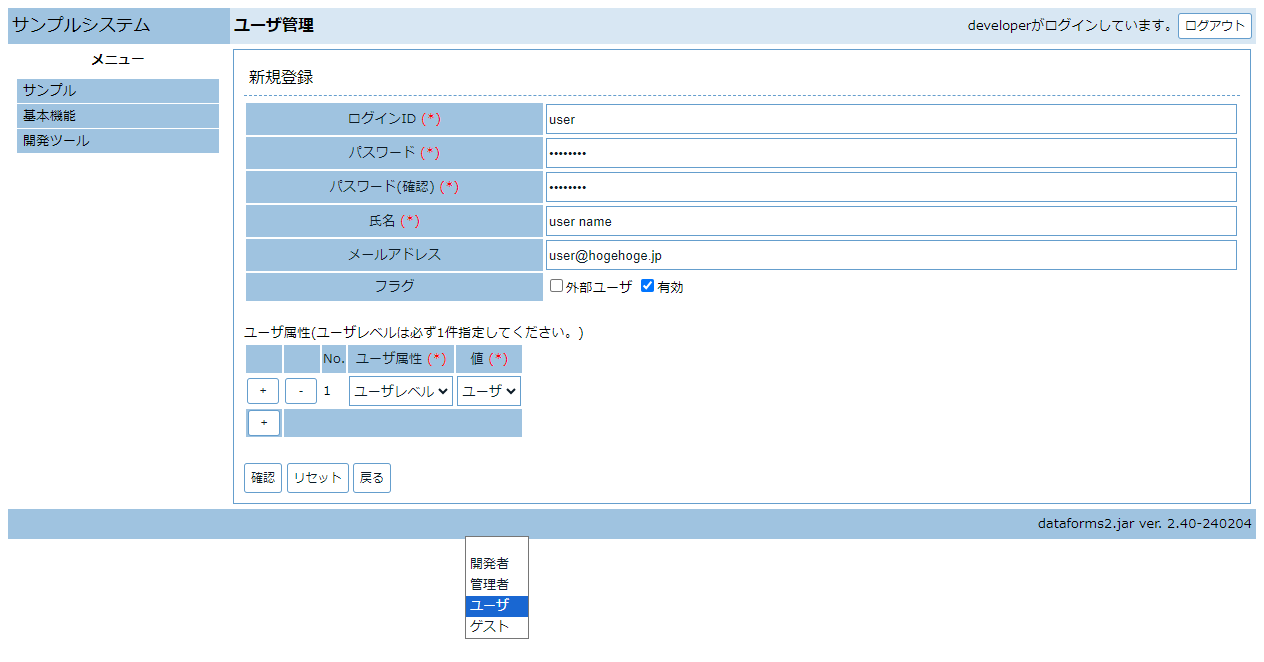 サンプルシステム
ユーザ管理
developerがログインしています。 ログアウト
メニュー
サンプル
基本機能
開発ツール
新規登録
ログインID (*) user
パスワード (*) ••••••••
パスワード(確認) (*) ••••••••
氏名 (*) user name
メールアドレス user@hogehoge.jp
フラグ 外部ユーザ 有効
ユーザ属性(ユーザレベルは必ず1件指定してください。)
No. ユーザ属性 (*) 値 (*)
+ - 1 ユーザレベル ユーザ
+
確認 リセット 戻る
dataforms2.jar ver. 2.40-240204
開発者
管理者
ユーザ
ゲスト